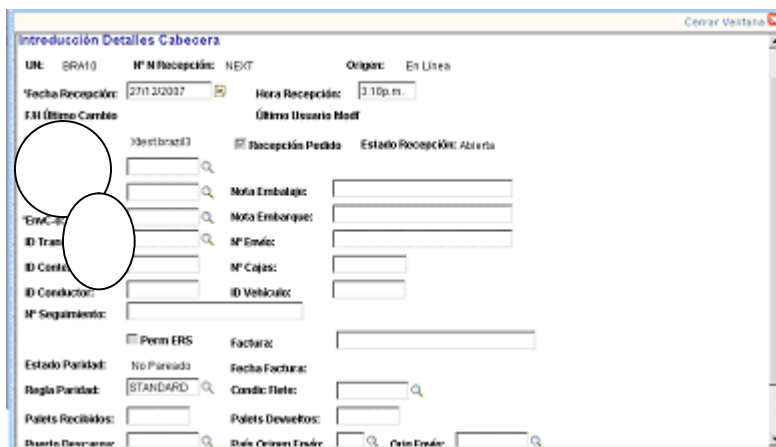 Cerrar Ventana
Introducción Detalles Cabecera
UN: BRA10 Nº N Recepción: NEXT Origen: En Línea
*Fecha Recepción: 27/12/2007 Hora Recepción: 3:10p.m.
F/H Último Cambio Último Usuario Modf
Recepción Pedido Estado Recepción: Abierta
Nota Embalaje:
Nota Embarque:
ID Tran Nº Envío:
ID Conte Nº Cajas:
ID Conductor: ID Vehículo:
Nº Seguimiento:
Perm ERS Factura:
Estado Paridad: No Pareado Fecha Factura:
Regla Paridad: STANDARD Condic Flete:
Palets Recibidos: Palets Devueltos:
Puerto Descarga: País Origen Envío: Orig Envío: